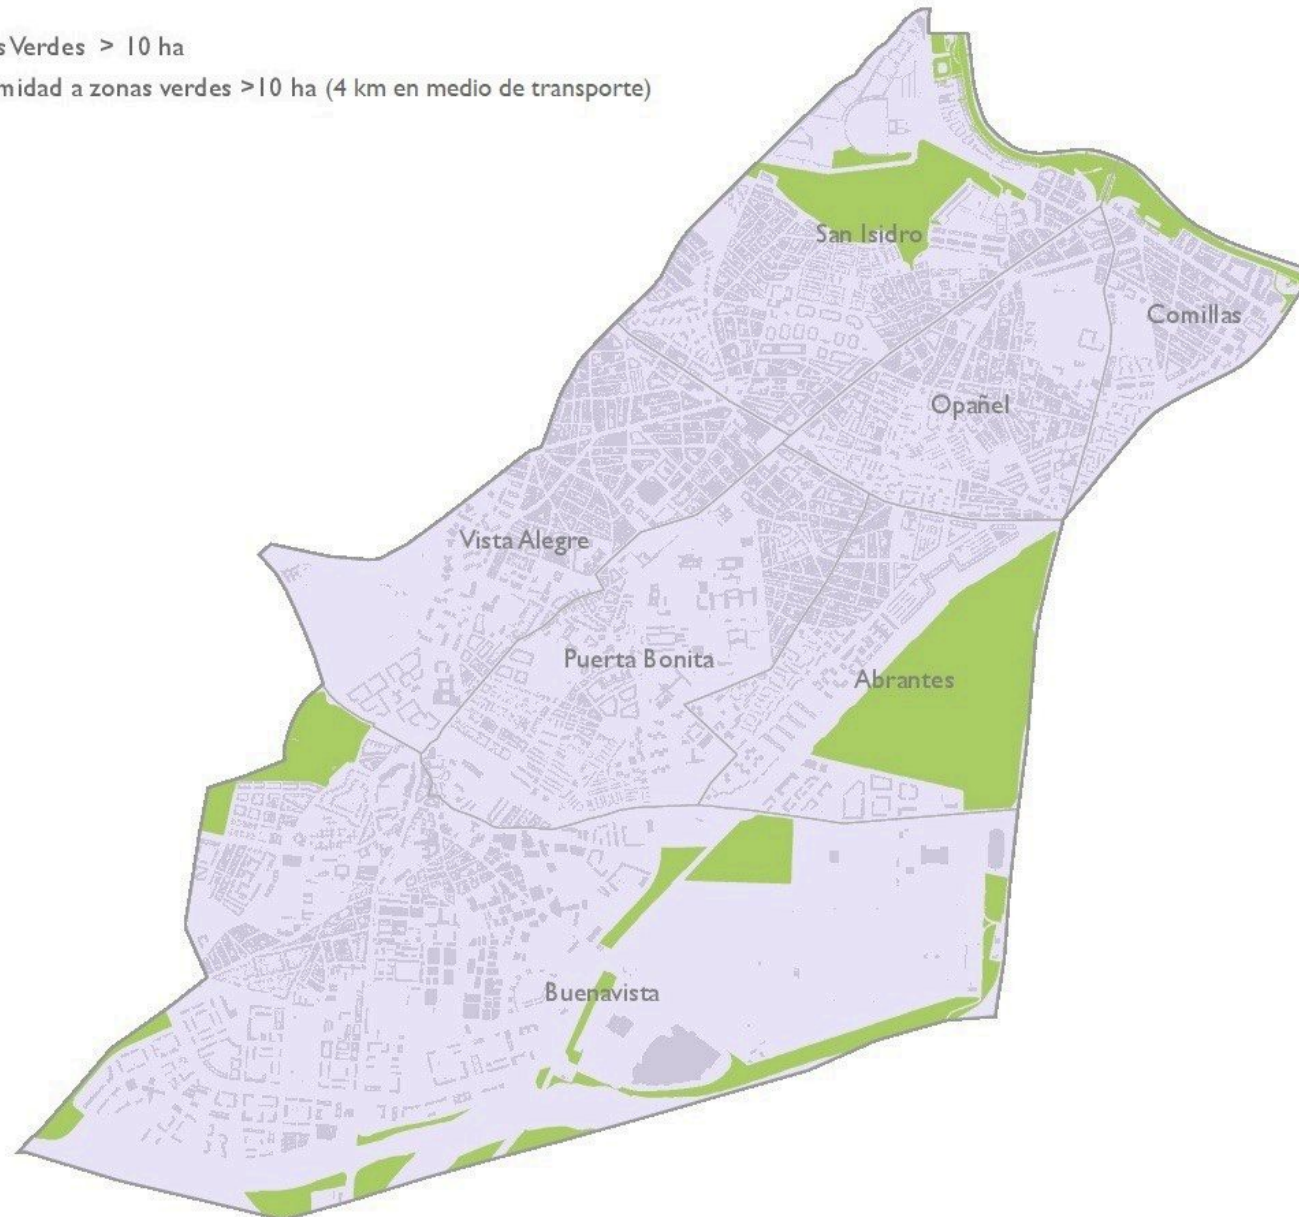 s Verdes > 10 ha
midad a zonas verdes >10 ha (4 km en medio de transporte)
San Isidro
Comillas
Opañel
Vista Alegre
Puerta Bonita
Abrantes
Buenavista